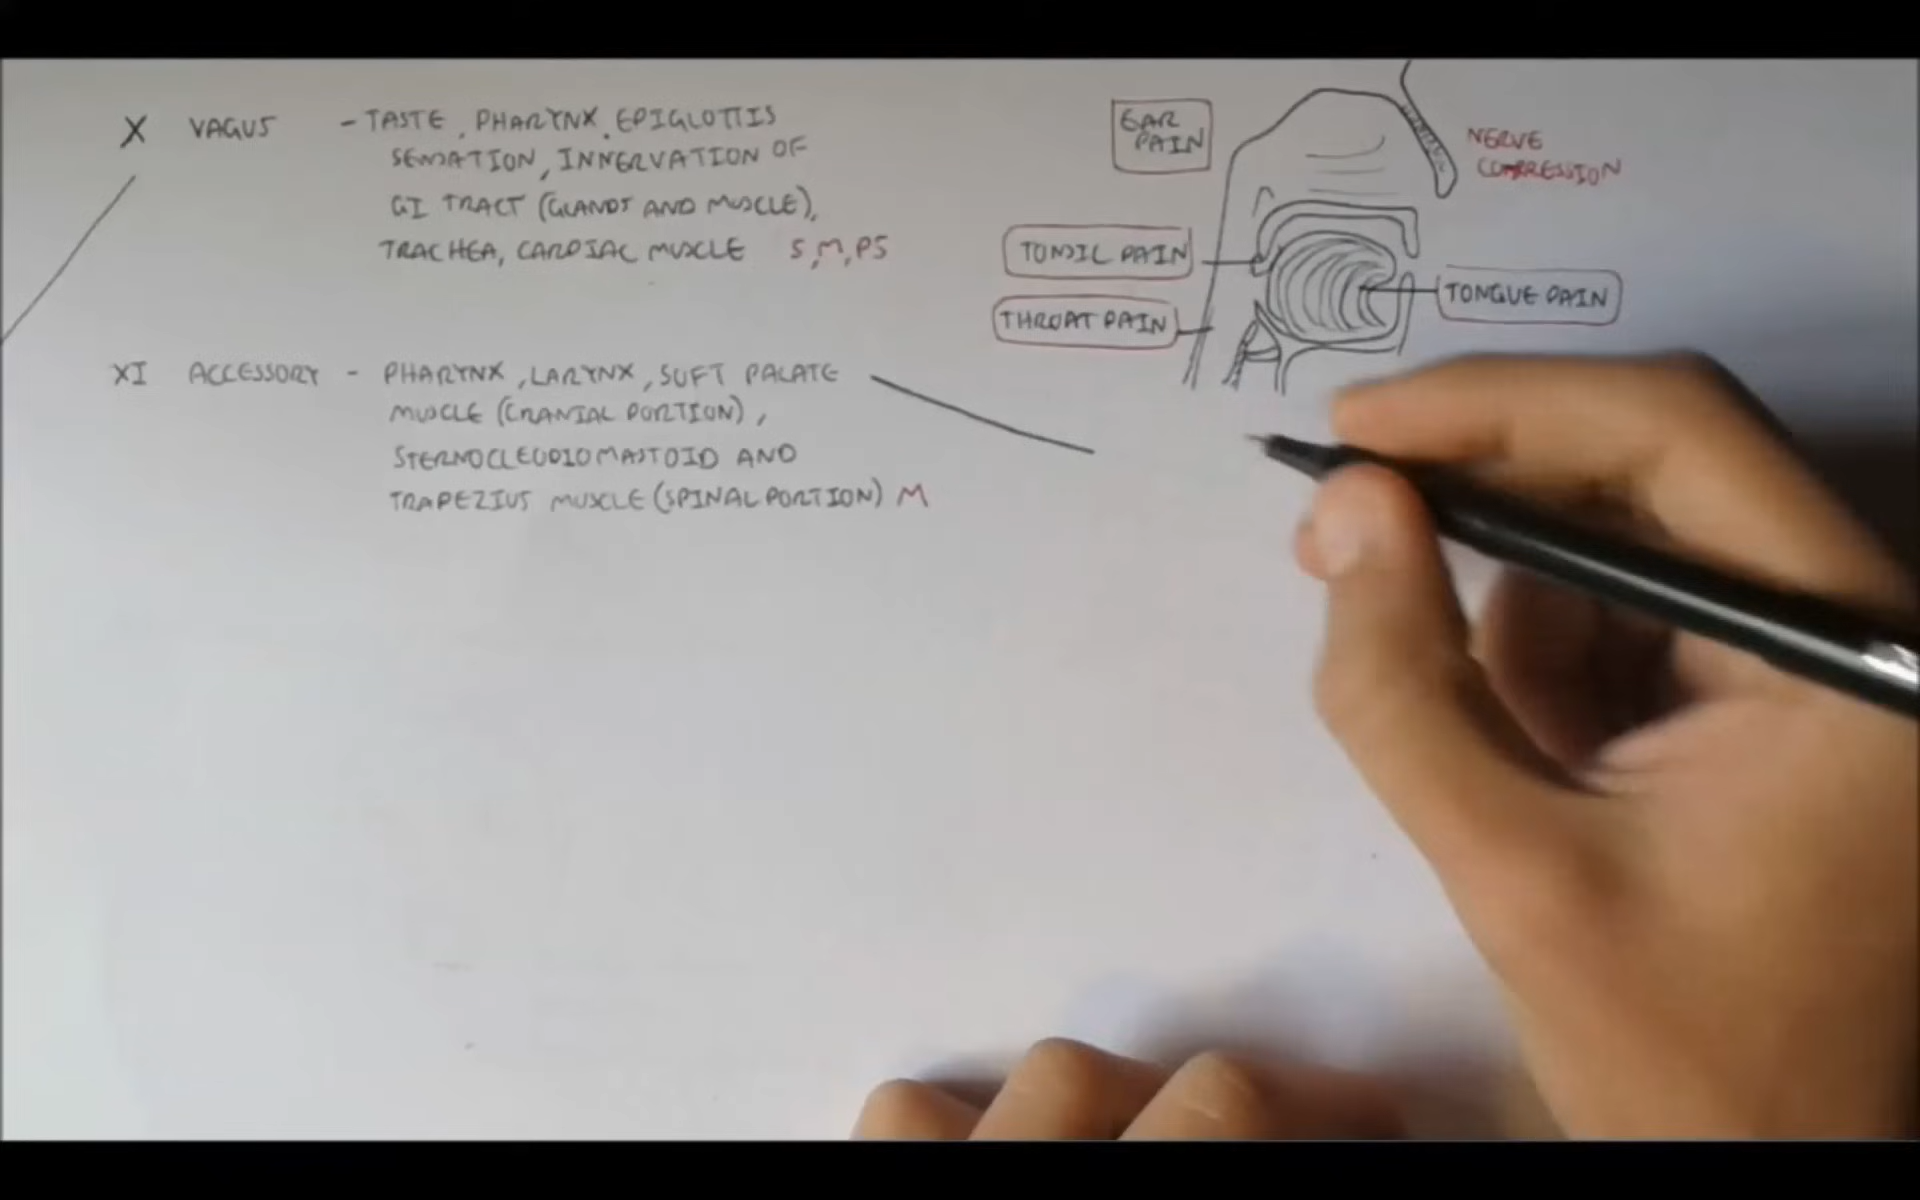 X VAGUS - TASTE, PHARYNX, EPIGLOTTIS
SENSATION, INNERVATION OF
GI TRACT (GLANDS AND MUSCLE),
TRACHEA, CARDIAC MUSCLE S, M, PS
XI ACCESSORY - PHARYNX, LARYNX, SOFT PALATE
MUSCLE (CRANIAL PORTION),
STERNOCLEODIOMASTOID AND
TRAPEZIUS MUSCLE (SPINAL PORTION) M
EAR
PAIN
NERVE
COMPRESSION
TONSIL PAIN
THROAT PAIN
TONGUE PAIN